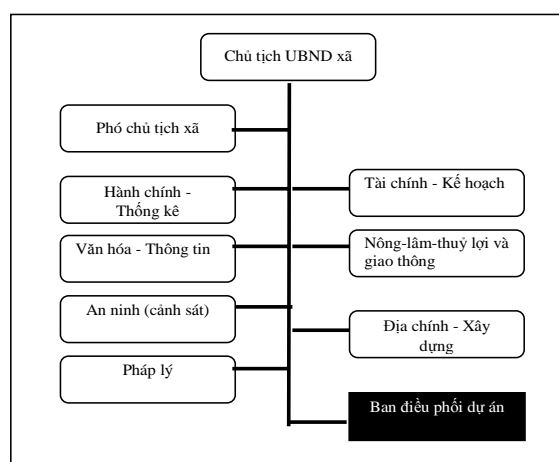 Chủ tịch UBND xã
Phó chủ tịch xã
Hành chính -
Thống kê
Tài chính - Kế hoạch
Văn hóa - Thông tin
Nông-lâm-thuỷ lợi và
giao thông
An ninh (cảnh sát)
Địa chính - Xây
dựng
Pháp lý
Ban điều phối dự án